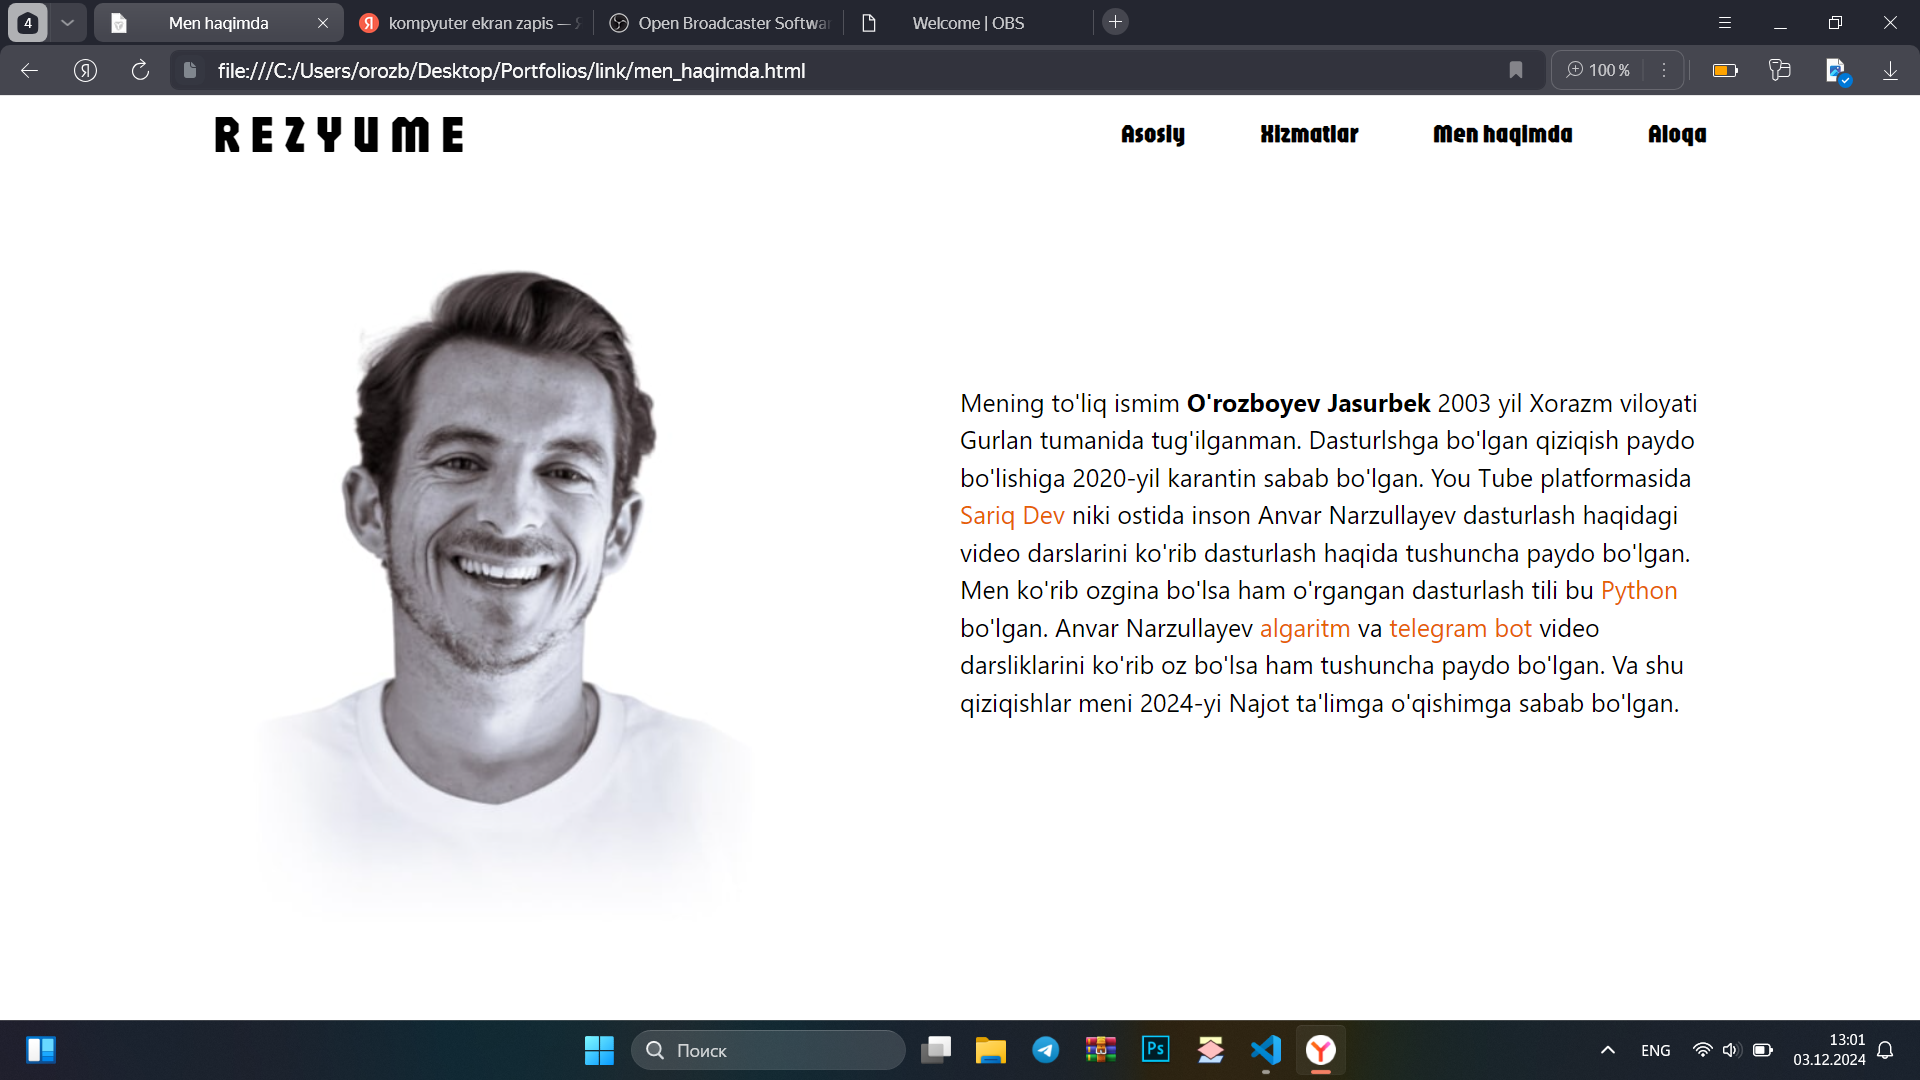 4
Men haqimda
kompyuter ekran zapis —
Open Broadcaster Softwar
Welcome | OBS
file:///C:/Users/orozb/Desktop/Portfolios/link/men_haqimda.html
100 %
REZYUME
Asosiy
Xizmatlar
Men haqimda
Aloqa
Mening to'liq ismim O'rozboyev Jasurbek 2003 yil Xorazm viloyati
Gurlan tumanida tug'ilganman. Dasturlshga bo'lgan qiziqish paydo
bo'lishiga 2020-yil karantin sabab bo'lgan. You Tube platformasida
Sariq Dev niki ostida inson Anvar Narzullayev dasturlash haqidagi
video darslarini ko'rib dasturlash haqida tushuncha paydo bo'lgan.
Men ko'rib ozgina bo'lsa ham o'rgangan dasturlash tili bu Python
bo'lgan. Anvar Narzullayev algaritm va telegram bot video
darsliklarini ko'rib oz bo'lsa ham tushuncha paydo bo'lgan. Va shu
qiziqishlar meni 2024-yi Najot ta'limga o'qishimga sabab bo'lgan.
Поиск
Ps
ENG
13:01
03.12.2024